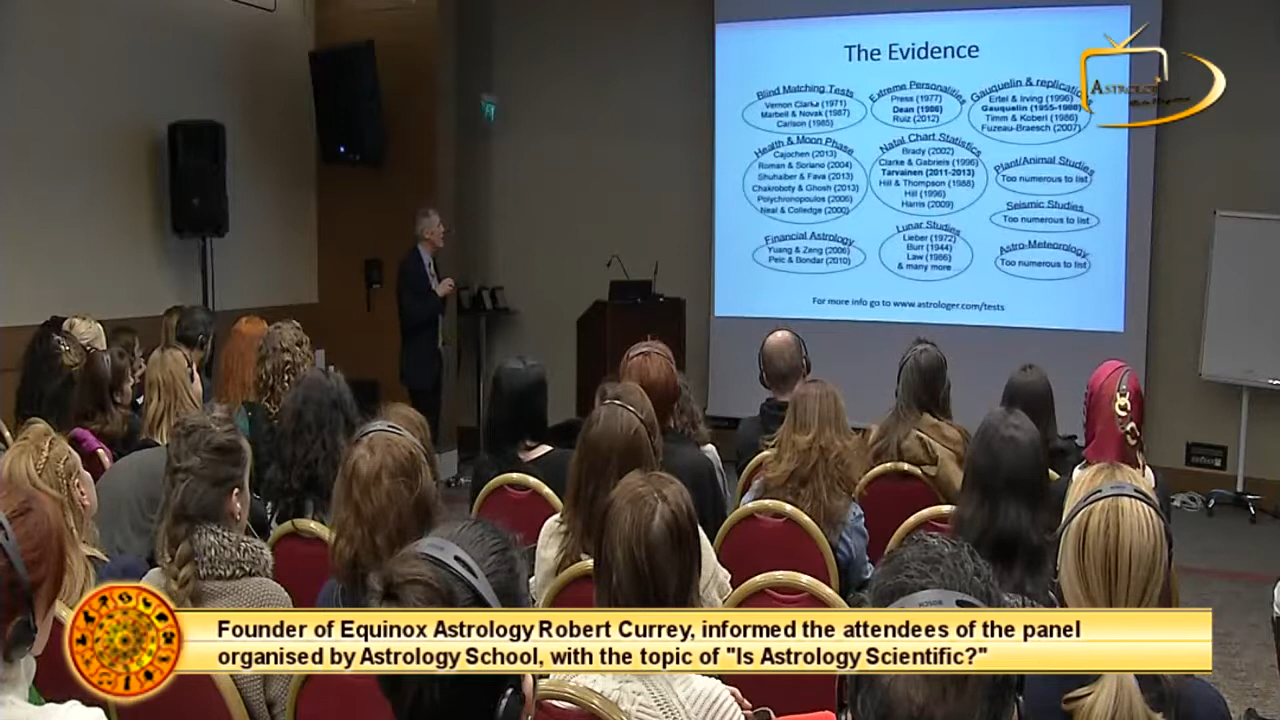 The Evidence
Blind Matching Tests
Vernon Clark (1971)
Marbell & Novak (1987)
Carlson (1985)
Extreme Personalities
Press (1977)
Dean (1986)
Ruiz (2012)
Gauquelin & replication
Ertel & Irving (1996)
Gauquelin (1955-1988)
Timm & Koberl (1986)
Fuzeau-Braesch (2007)
Health & Moon Phase
Cajochen (2013)
Roman & Soriano (2004)
Shuhaiber & Fava (2013)
Chakroboty & Ghosh (2013)
Polychronopoulos (2006)
Neal & Colledge (2000)
Natal Chart Statistics
Brady (2002)
Clarke & Gabriels (1996)
Tarvainen (2011-2013)
Hill & Thompson (1988)
Hill (1996)
Harris (2009)
Plant/Animal Studies
Too numerous to list
Seismic Studies
Too numerous to list
Financial Astrology
Yuang & Zeng (2006)
Peic & Bondar (2010)
Lunar Studies
Lieber (1972)
Burr (1944)
Law (1986)
& many more
Astro-Meteorology
Too numerous to list
For more info go to www.astrologer.com/tests
BOSCH
Founder of Equinox Astrology Robert Currey, informed the attendees of the panel
organised by Astrology School, with the topic of "Is Astrology Scientific?"